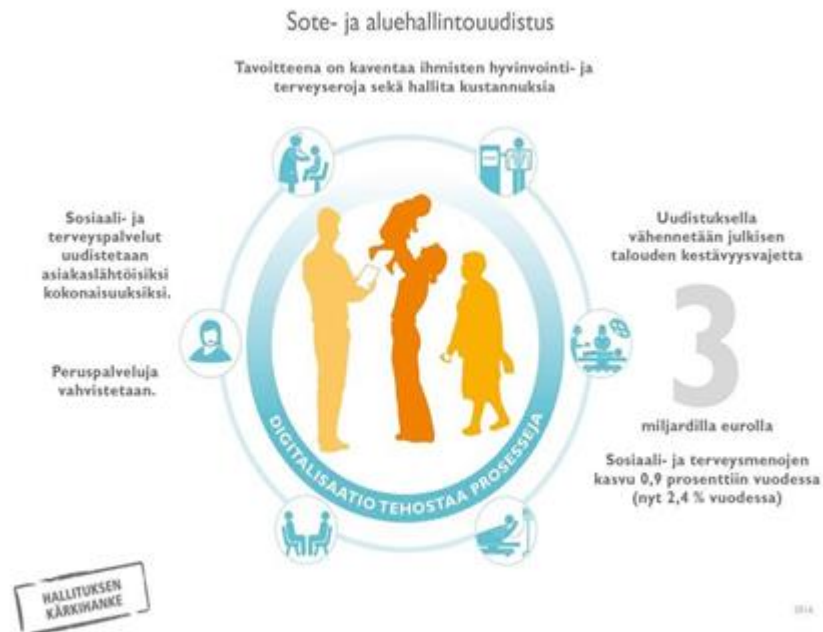 Sote- ja aluehallintouudistus
Tavoitteena on kaventaa ihmisten hyvinvointi- ja
terveyseroja sekä hallita kustannuksia
Sosiaali- ja
terveyspalvelut
uudistetaan
asiakaslähtöisiksi
kokonaisuuksiksi.
Peruspalveluja
vahvistetaan.
Uudistuksella
vähennetään julkisen
talouden kestävyysvajetta
3
miljardilla eurolla
Sosiaali- ja terveysmenojen
kasvu 0,9 prosenttiin vuodessa
(nyt 2,4 % vuodessa)
DIGITALISAATIO TEHOSTAA PROSESSEJA
HALLITUKSEN
KÄRKIHANKE